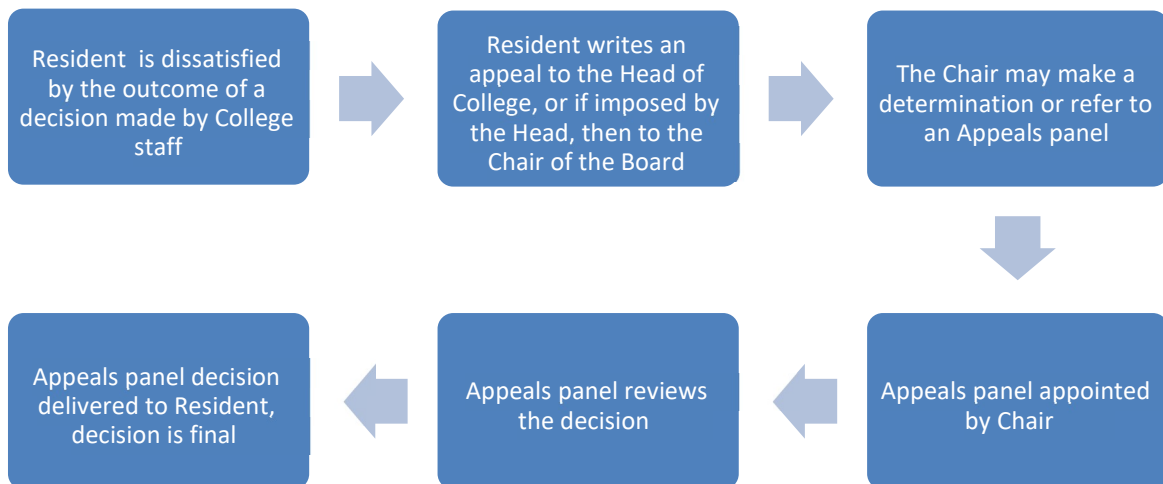 Resident  is dissatisfied
by the outcome of a
decision made by College
staff
Resident writes an
appeal to the Head of
College, or if imposed by
the Head, then to the
Chair of the Board
The Chair may make a
determination or refer to
an Appeals panel
Appeals panel appointed
by Chair
Appeals panel reviews
the decision
Appeals panel decision
delivered to Resident,
decision is final